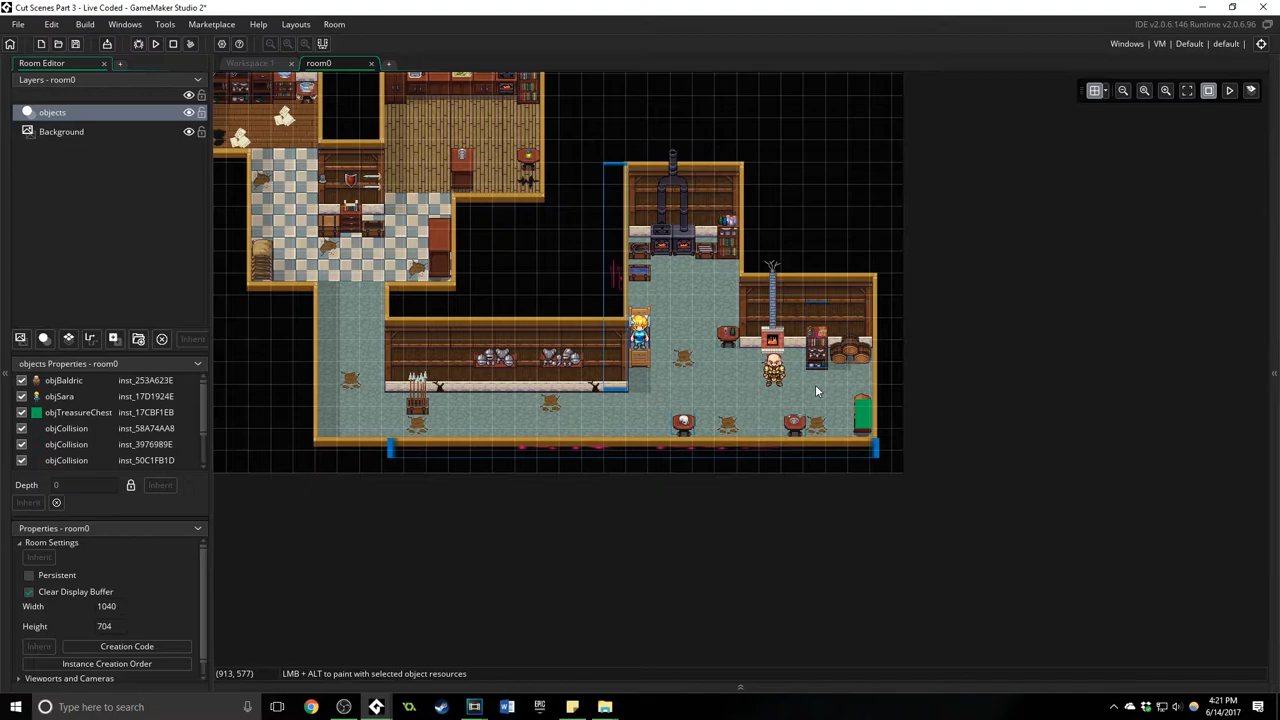 Cut Scenes Part 3 - Live Coded - GameMaker Studio 2*
File Edit Build Windows Tools Marketplace Help Layouts Room
IDE v2.0.6.146 Runtime v2.0.6.96
Windows | VM | Default | default |
Room Editor
Workspace 1
room0
Layers - room0
objects
Background
Inherit
objects Properties - room0
objBaldric inst_253A623E
objSara inst_17D1924E
objTreasureChest inst_17CBF1EB
objCollision inst_58A74AA8
objCollision inst_3976989E
objCollision inst_50C1FB1D
Depth 0 Inherit
Inherit
Properties - room0
Room Settings
Inherit
Persistent
Clear Display Buffer
Width 1040
Height 704
Inherit Creation Code
Instance Creation Order
Viewports and Cameras
(913, 577) LMB + ALT to paint with selected object resources
Type here to search
4:21 PM
6/14/2017